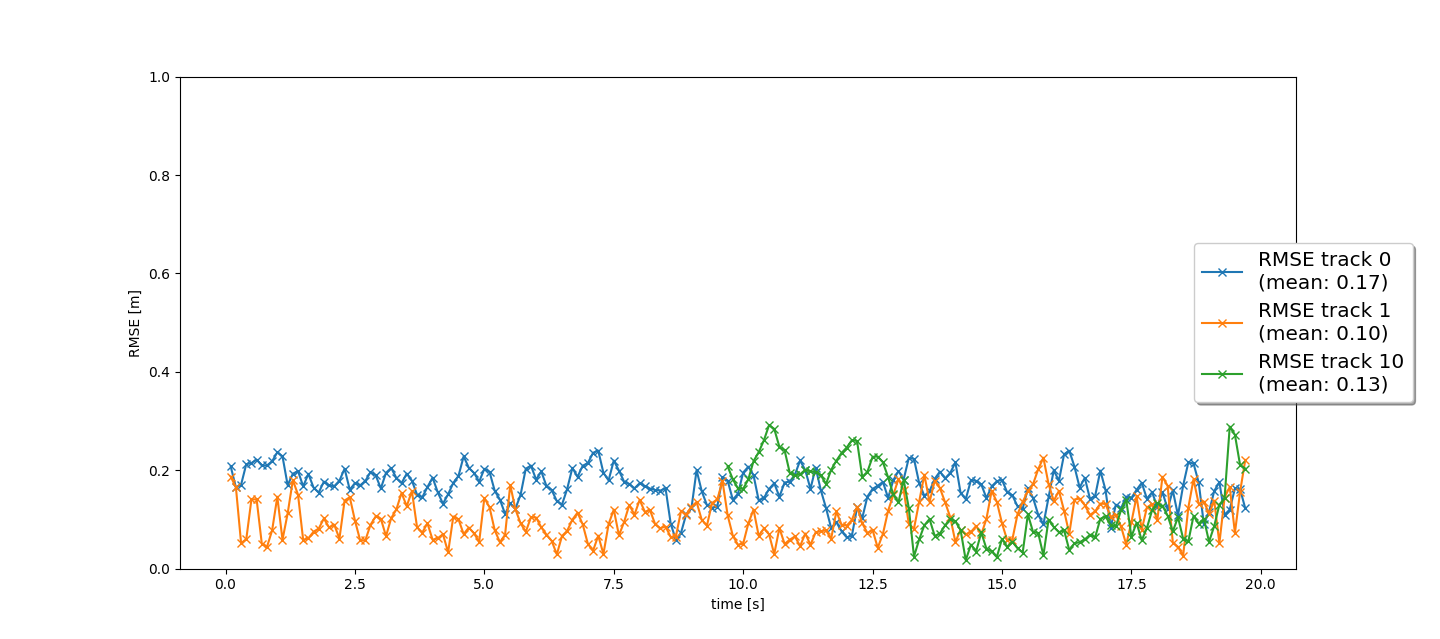 1.0
0.8
0.6
0.4
0.2
0.0
RMSE [m]
0.0 2.5 5.0 7.5 10.0 12.5 15.0 17.5 20.0
time [s]
RMSE track 0
(mean: 0.17)
RMSE track 1
(mean: 0.10)
RMSE track 10
(mean: 0.13)